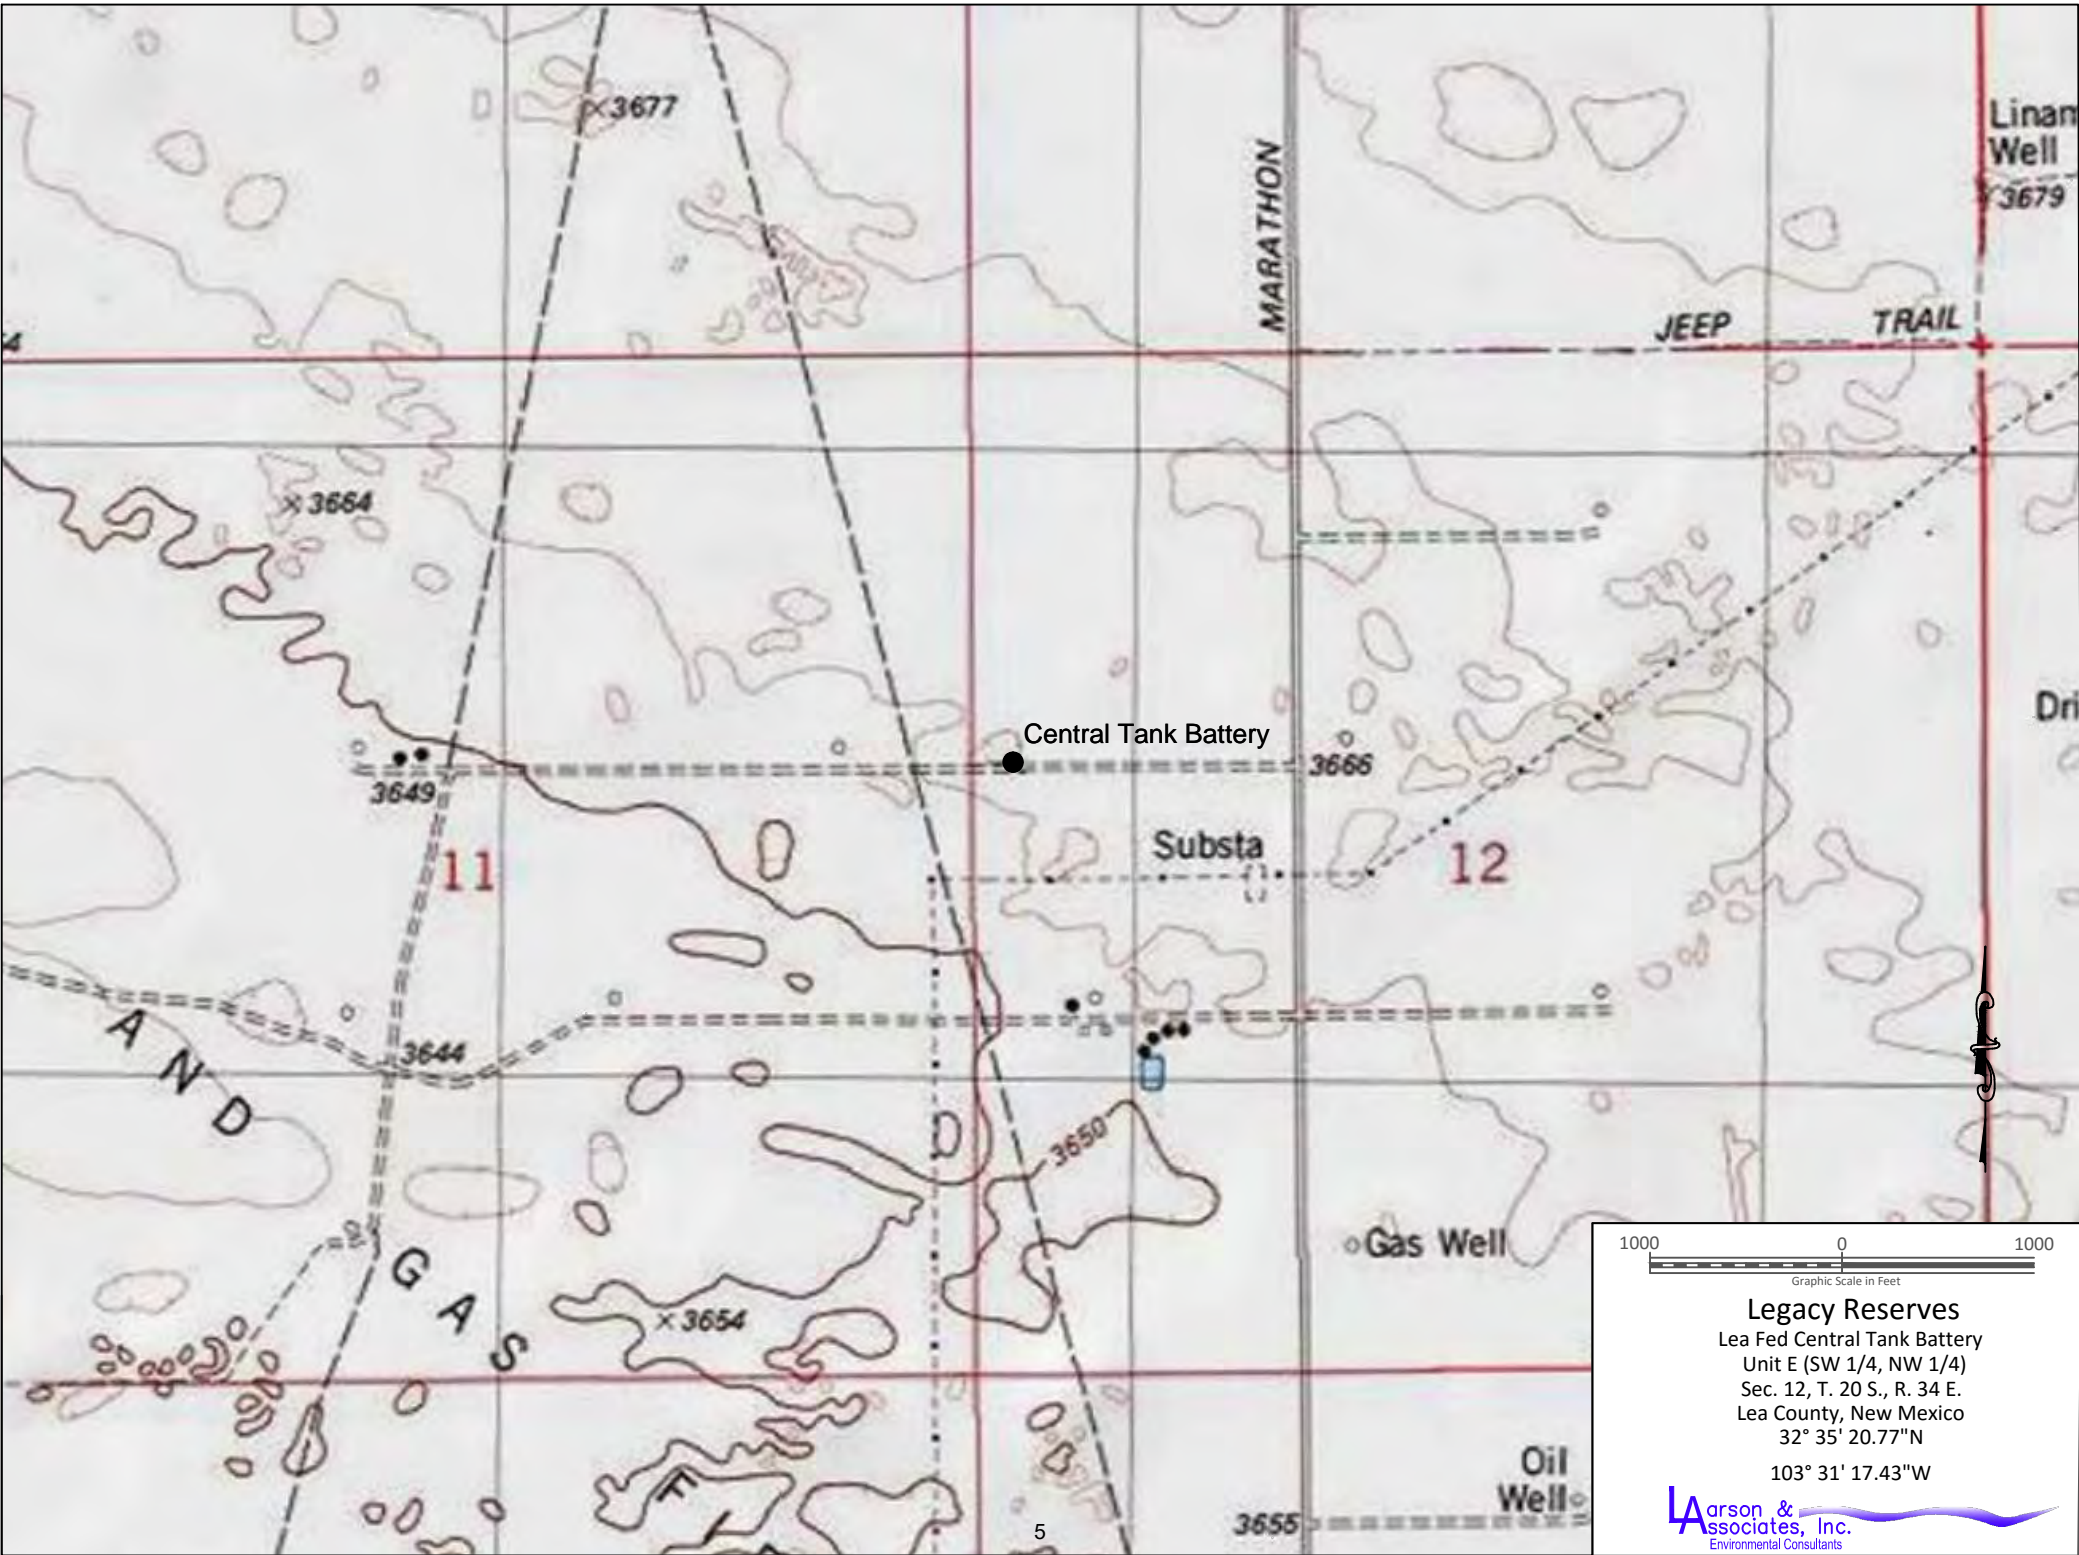 3677
Linam
Well
3679
MARATHON
JEEP TRAIL
3664
Central Tank Battery
3666
3649
Dri
Substa
11
12
AND
3644
3650
GAS
Gas Well
3654
Oil
Well
3655
5
1000 0 1000
Graphic Scale in Feet
Legacy Reserves
Lea Fed Central Tank Battery
Unit E (SW 1/4, NW 1/4)
Sec. 12, T. 20 S., R. 34 E.
Lea County, New Mexico
32° 35' 20.77"N
103° 31' 17.43"W
Larson &
Associates, Inc.
Environmental Consultants